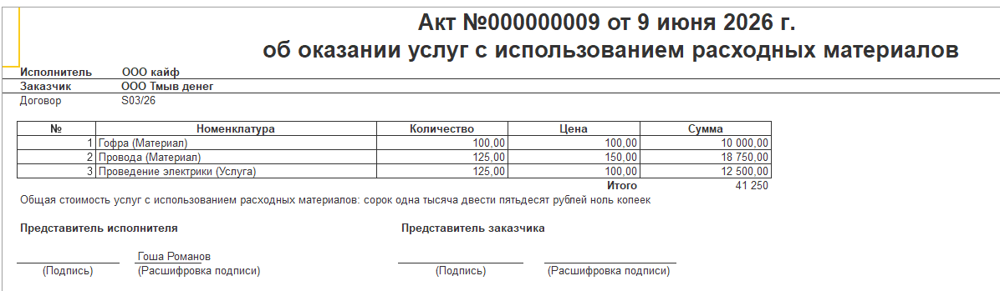 Акт №000000009 от 9 июня 2026 г.
об оказании услуг с использованием расходных материалов
Исполнитель ООО кайф
Заказчик ООО Тмыв денег
Договор S03/26
№ Номенклатура Количество Цена Сумма
1 Гофра (Материал) 100,00 100,00 10 000,00
2 Провода (Материал) 125,00 150,00 18 750,00
3 Проведение электрики (Услуга) 125,00 100,00 12 500,00
Итого 41 250
Общая стоимость услуг с использованием расходных материалов: сорок одна тысяча двести пятьдесят рублей ноль копеек
Представитель исполнителя Представитель заказчика
Гоша Романов
(Подпись) (Расшифровка подписи) (Подпись) (Расшифровка подписи)